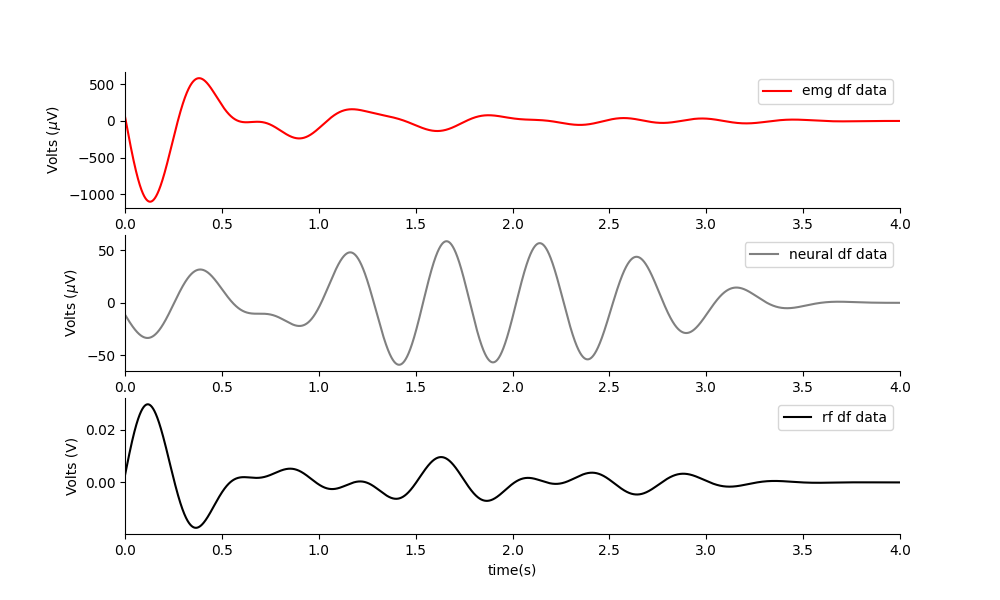 emg df data
Volts (μV)
500
0
−500
−1000
0.0 0.5 1.0 1.5 2.0 2.5 3.0 3.5 4.0
neural df data
Volts (μV)
50
0
−50
0.0 0.5 1.0 1.5 2.0 2.5 3.0 3.5 4.0
rf df data
Volts (V)
0.02
0.00
0.0 0.5 1.0 1.5 2.0 2.5 3.0 3.5 4.0
time(s)